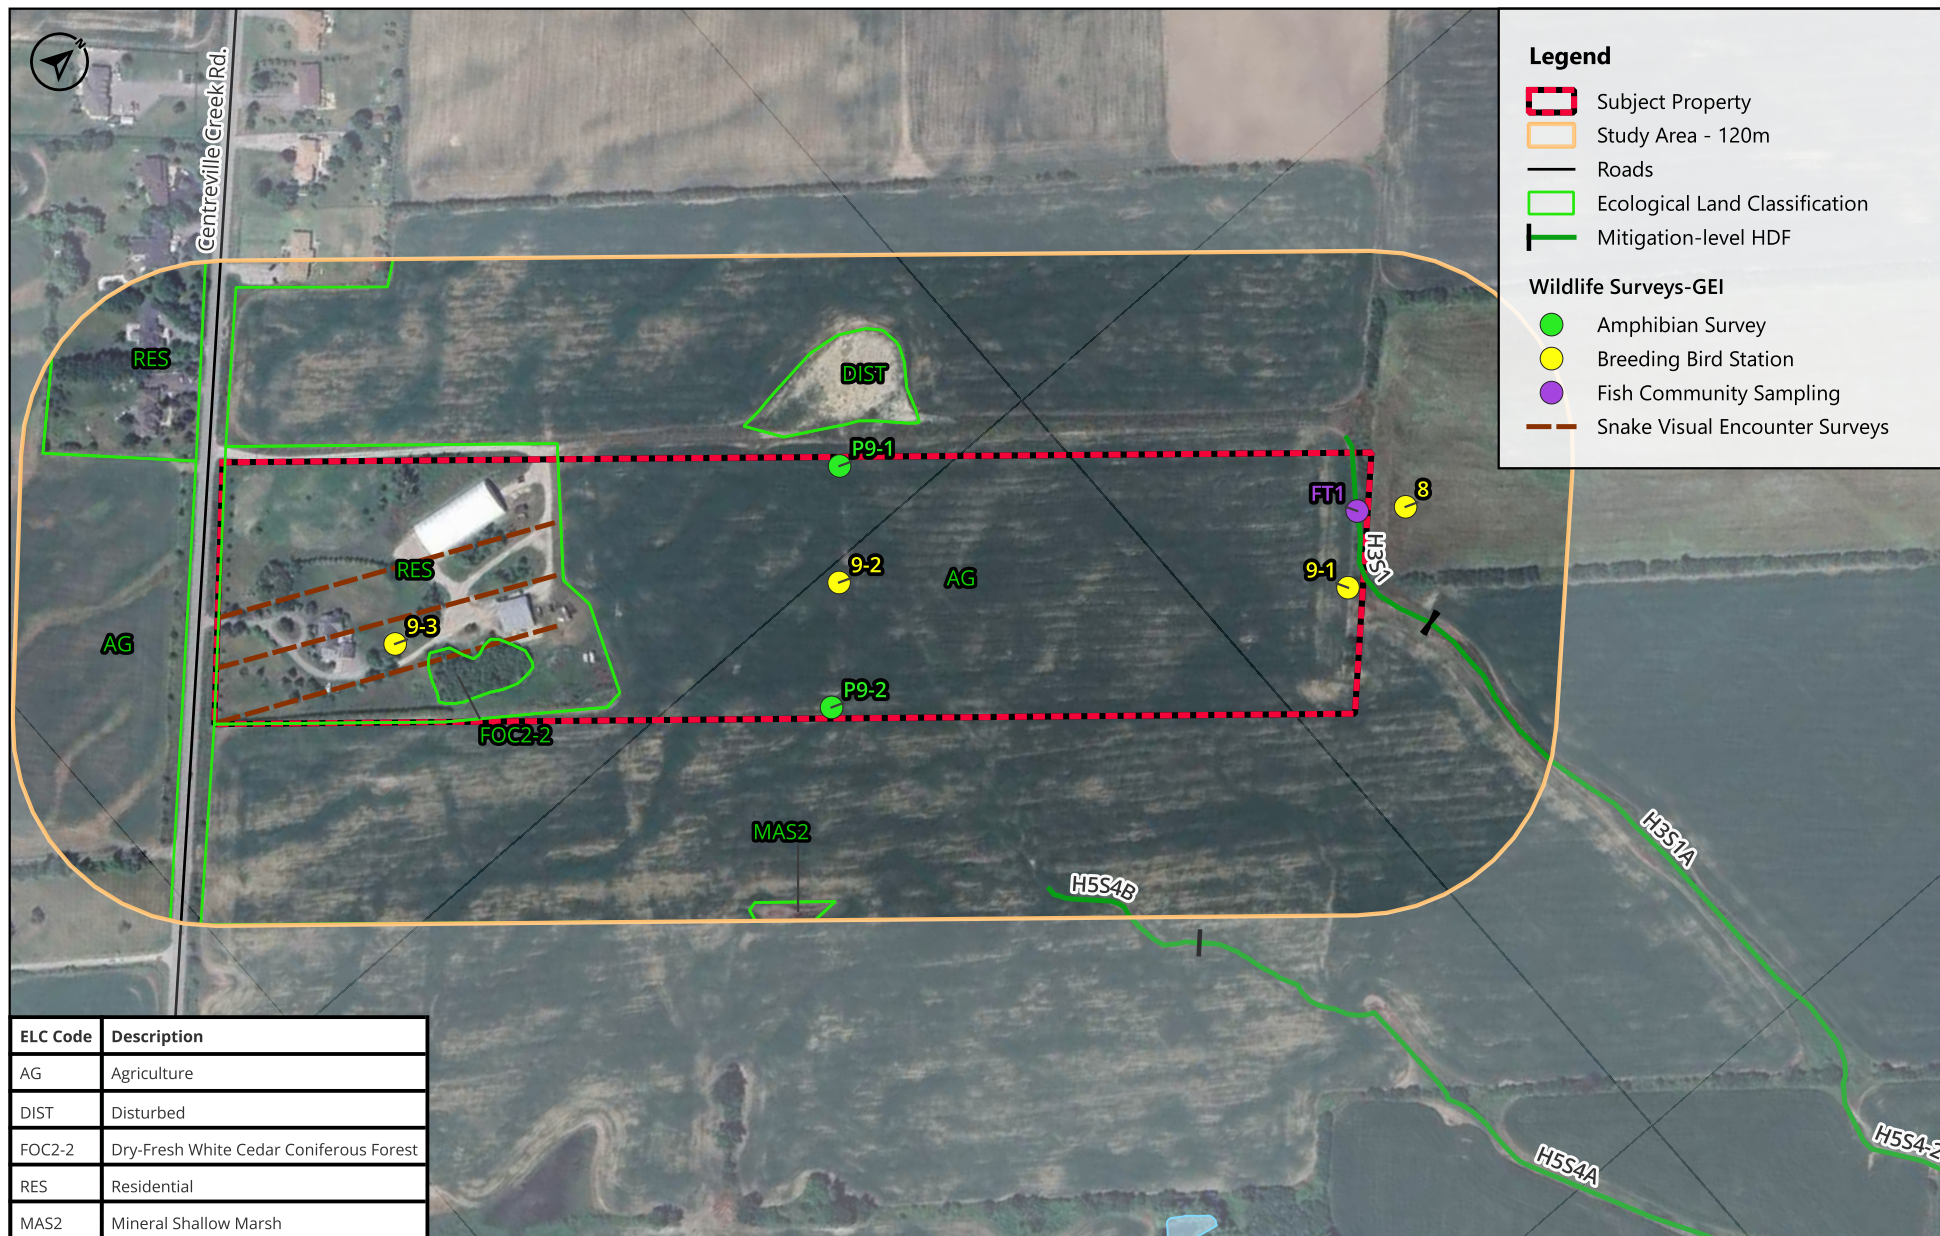 N
Centreville Creek Rd.
Legend
Subject Property
Study Area - 120m
Roads
Ecological Land Classification
Mitigation-level HDF
Wildlife Surveys-GEI
Amphibian Survey
Breeding Bird Station
Fish Community Sampling
Snake Visual Encounter Surveys
RES
DIST
P9-1
FT1
8
H3S1
RES
9-2
AG
9-1
9-3
AG
P9-2
FOC2-2
MAS2
H5S4B
H3S1A
H5S4A
H5S4-2
ELC Code Description
AG Agriculture
DIST Disturbed
FOC2-2 Dry-Fresh White Cedar Coniferous Forest
RES Residential
MAS2 Mineral Shallow Marsh